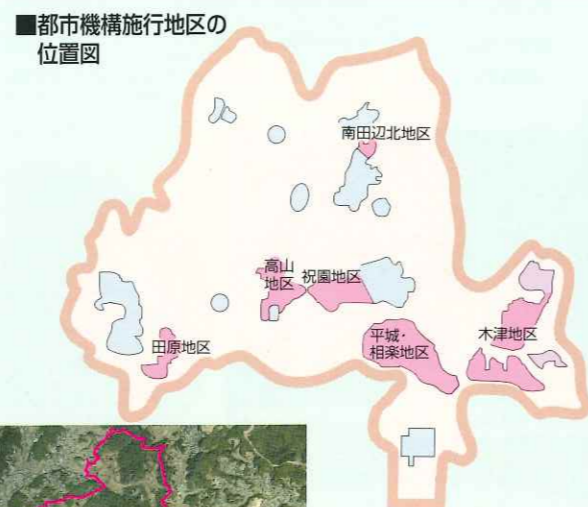 ■都市機構施行地区の
位置図
南田辺北地区
高山
地区
祝園地区
田原地区
平城・
相楽地区
木津地区